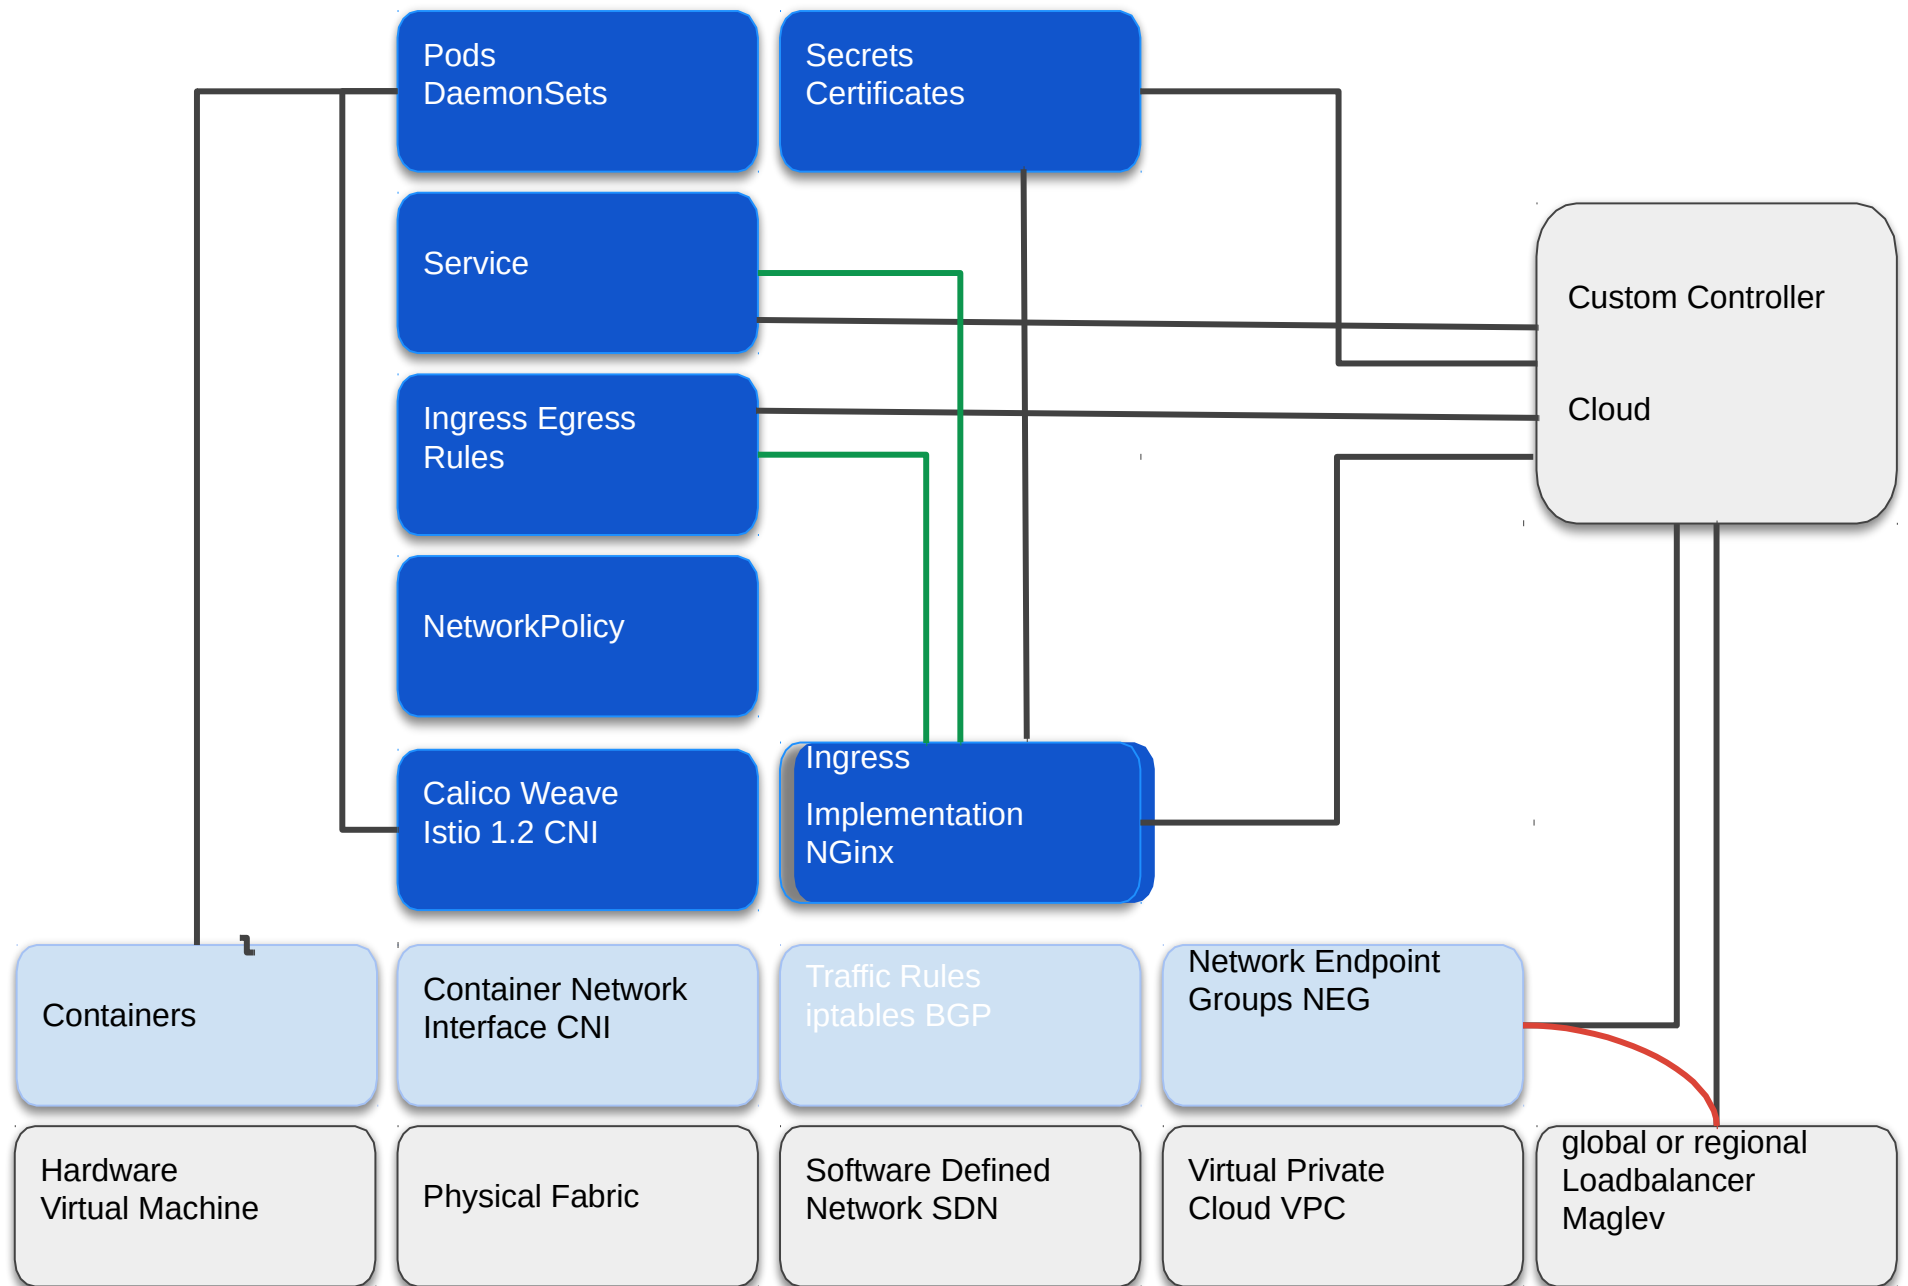 Pods
DaemonSets
Secrets
Certificates
Service
Custom Controller
Cloud
Ingress Egress
Rules
NetworkPolicy
Calico Weave
Istio 1.2 CNI
Ingress
Implementation
NGinx
Containers
Container Network
Interface CNI
Traffic Rules
iptables BGP
Network Endpoint
Groups NEG
Hardware
Virtual Machine
Physical Fabric
Software Defined
Network SDN
Virtual Private
Cloud VPC
global or regional
Loadbalancer
Maglev